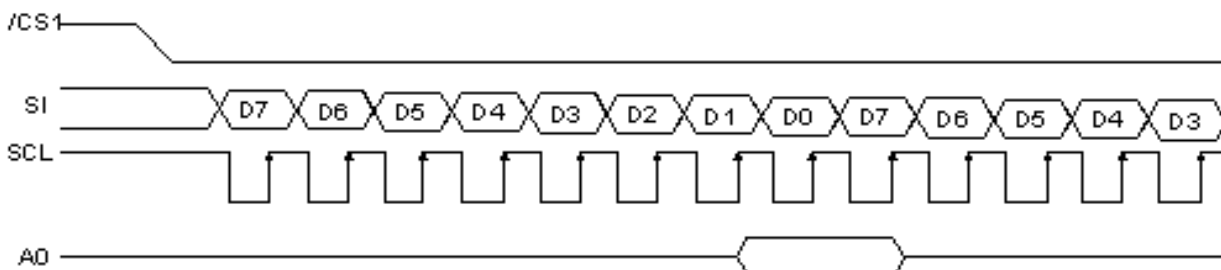 /CS1
SI D7 D6 D5 D4 D3 D2 D1 D0 D7 D6 D5 D4 D3
SCL
A0